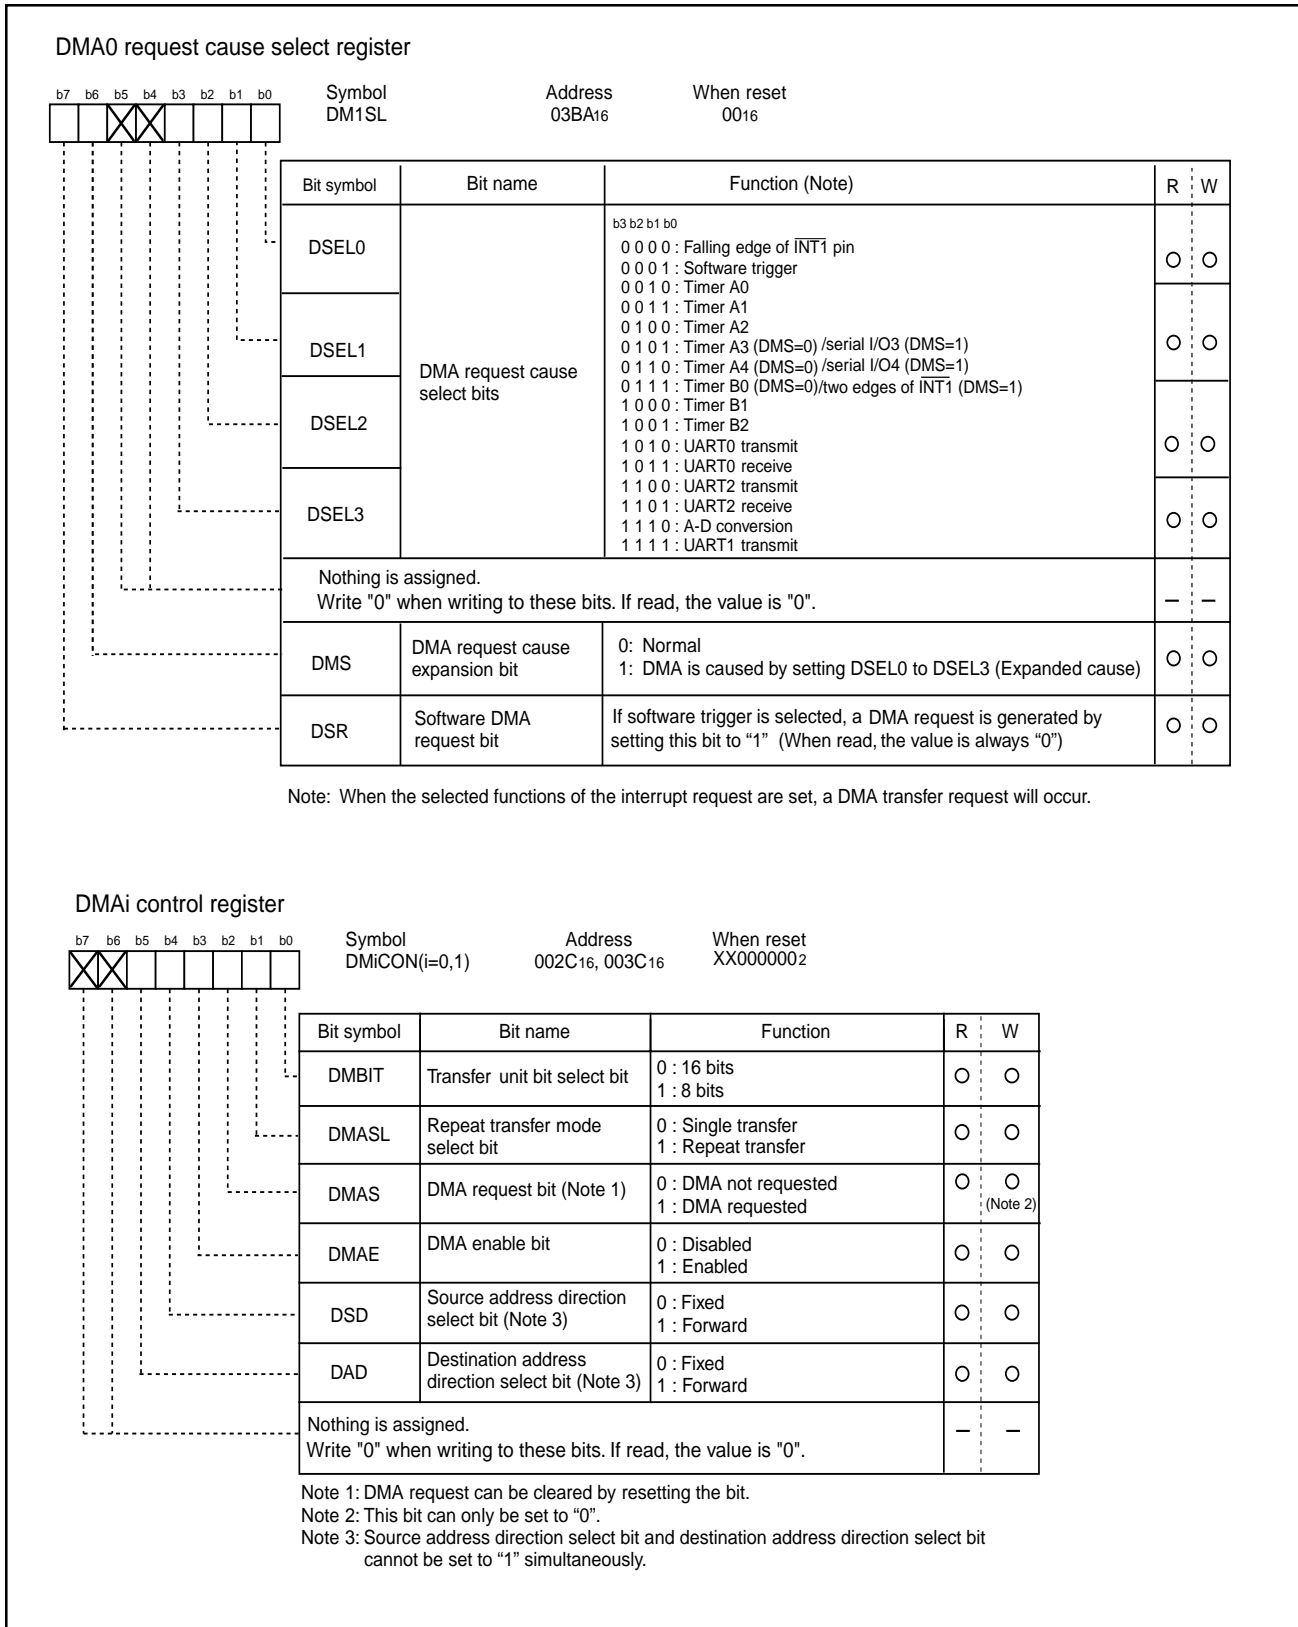 DMA0 request cause select register
b7 b6 b5 b4 b3 b2 b1 b0
Symbol Address When reset
DM1SL 03BA16 0016
Bit symbol Bit name Function (Note) R W
DSEL0
DSEL1
DSEL2
DSEL3
DMA request cause
select bits
b3 b2 b1 b0
0 0 0 0 : Falling edge of INT1 pin
0 0 0 1 : Software trigger
0 0 1 0 : Timer A0
0 0 1 1 : Timer A1
0 1 0 0 : Timer A2
0 1 0 1 : Timer A3 (DMS=0) /serial I/O3 (DMS=1)
0 1 1 0 : Timer A4 (DMS=0) /serial I/O4 (DMS=1)
0 1 1 1 : Timer B0 (DMS=0)/two edges of INT1 (DMS=1)
1 0 0 0 : Timer B1
1 0 0 1 : Timer B2
1 0 1 0 : UART0 transmit
1 0 1 1 : UART0 receive
1 1 0 0 : UART2 transmit
1 1 0 1 : UART2 receive
1 1 1 0 : A-D conversion
1 1 1 1 : UART1 transmit
Nothing is assigned.
Write "0" when writing to these bits. If read, the value is "0".
– –
DMS
DMA request cause
expansion bit
0: Normal
1: DMA is caused by setting DSEL0 to DSEL3 (Expanded cause)
DSR
Software DMA
request bit
If software trigger is selected, a DMA request is generated by
setting this bit to “1” (When read, the value is always “0”)
Note: When the selected functions of the interrupt request are set, a DMA transfer request will occur.
DMAi control register
b7 b6 b5 b4 b3 b2 b1 b0
Symbol Address When reset
DMiCON(i=0,1) 002C16, 003C16 XX0000002
Bit symbol Bit name Function R W
DMBIT
Transfer unit bit select bit
0 : 16 bits
1 : 8 bits
DMASL
Repeat transfer mode
select bit
0 : Single transfer
1 : Repeat transfer
DMAS
DMA request bit (Note 1)
0 : DMA not requested
1 : DMA requested
(Note 2)
DMAE
DMA enable bit
0 : Disabled
1 : Enabled
DSD
Source address direction
select bit (Note 3)
0 : Fixed
1 : Forward
DAD
Destination address
direction select bit (Note 3)
0 : Fixed
1 : Forward
Nothing is assigned.
Write "0" when writing to these bits. If read, the value is "0".
– –
Note 1: DMA request can be cleared by resetting the bit.
Note 2: This bit can only be set to “0”.
Note 3: Source address direction select bit and destination address direction select bit
cannot be set to “1” simultaneously.